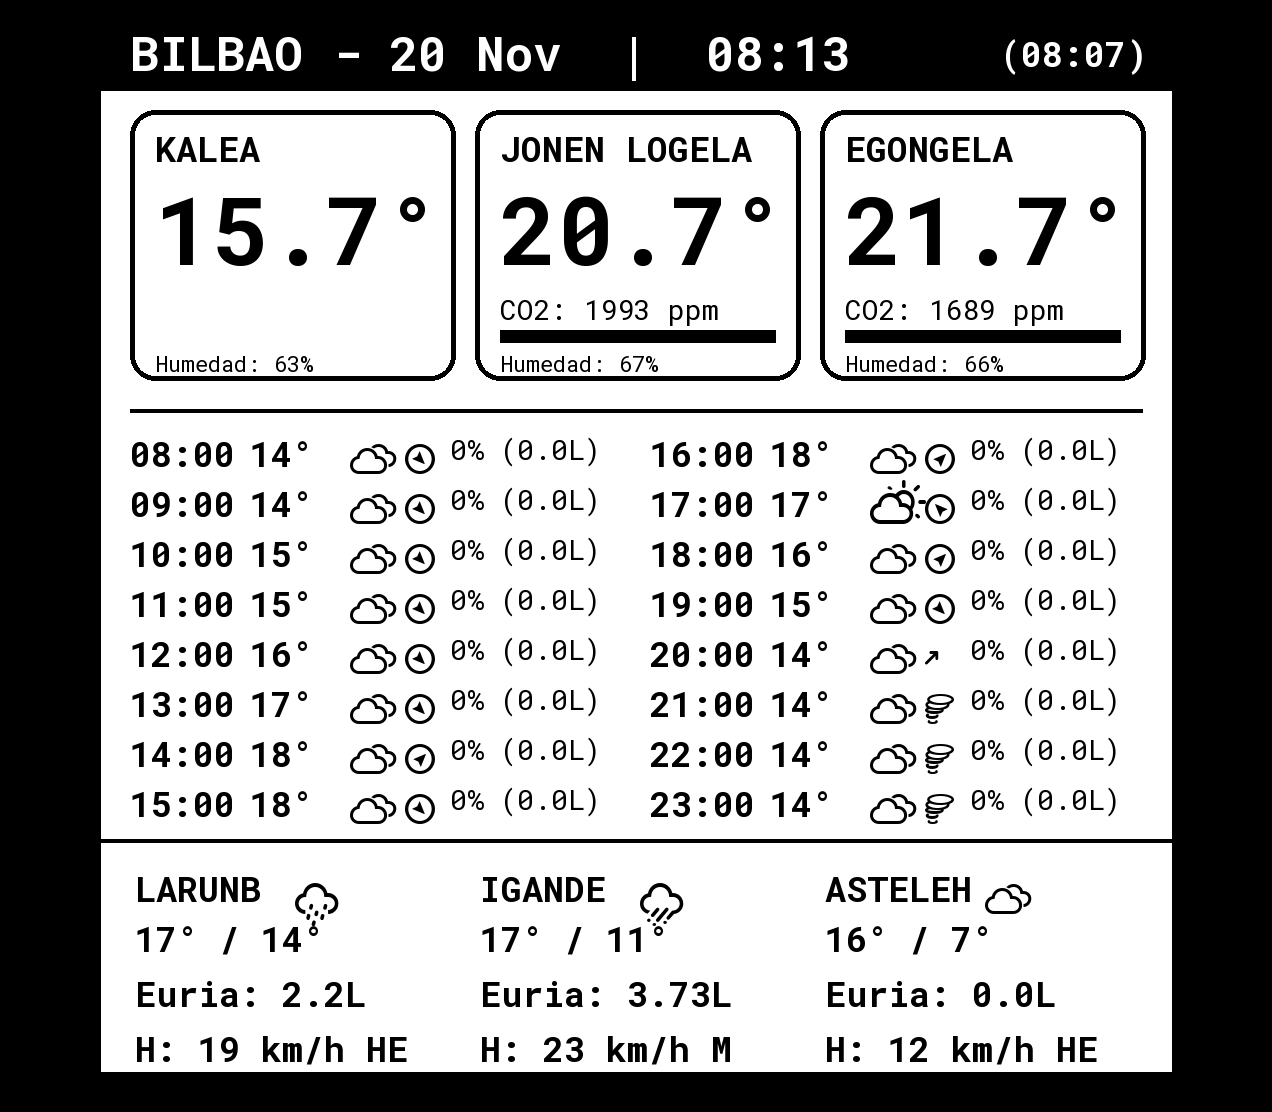 BILBAO - 20 Nov | 08:13 (08:07)
KALEA
15.7°
Humedad: 63%
JONEN LOGELA
20.7°
CO2: 1993 ppm
Humedad: 67%
EGONGELA
21.7°
CO2: 1689 ppm
Humedad: 66%
08:00 14° 0% (0.0L)
09:00 14° 0% (0.0L)
10:00 15° 0% (0.0L)
11:00 15° 0% (0.0L)
12:00 16° 0% (0.0L)
13:00 17° 0% (0.0L)
14:00 18° 0% (0.0L)
15:00 18° 0% (0.0L)
16:00 18° 0% (0.0L)
17:00 17° 0% (0.0L)
18:00 16° 0% (0.0L)
19:00 15° 0% (0.0L)
20:00 14° 0% (0.0L)
21:00 14° 0% (0.0L)
22:00 14° 0% (0.0L)
23:00 14° 0% (0.0L)
LARUNB
17° / 14°
Euria: 2.2L
H: 19 km/h HE
IGANDE
17° / 11°
Euria: 3.73L
H: 23 km/h M
ASTELEH
16° / 7°
Euria: 0.0L
H: 12 km/h HE